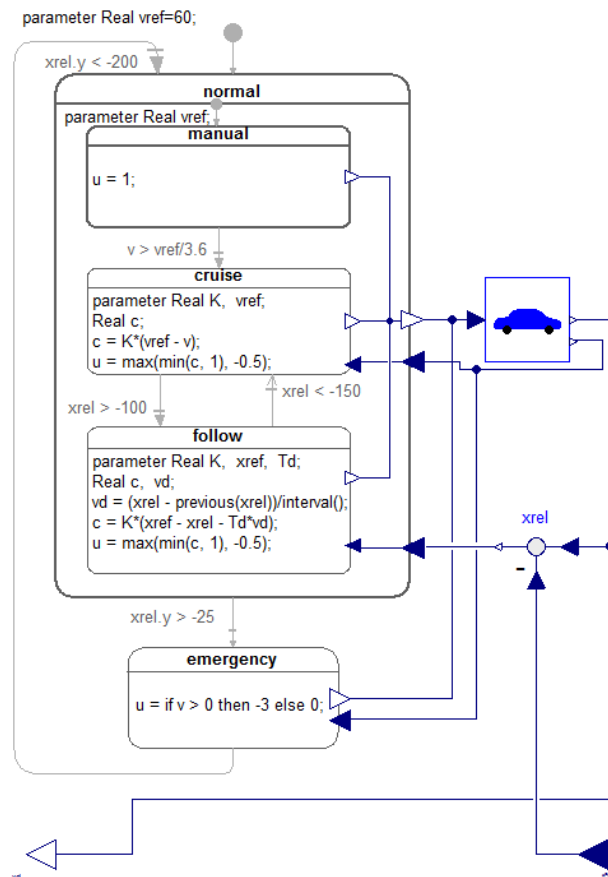 parameter Real vref=60;
xrel.y < -200
normal
parameter Real vref;
manual
u = 1;
v > vref/3.6
cruise
parameter Real K, vref;
Real c;
c = K*(vref - v);
u = max(min(c, 1), -0.5);
xrel > -100
xrel < -150
follow
parameter Real K, xref, Td;
Real c, vd;
vd = (xrel - previous(xrel))/interval();
c = K*(xref - xrel - Td*vd);
u = max(min(c, 1), -0.5);
xrel
-
xrel.y > -25
emergency
u = if v > 0 then -3 else 0;